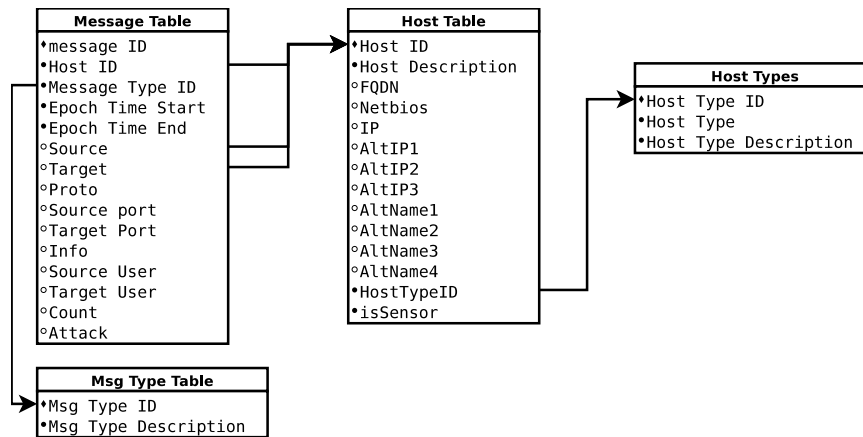 Message Table
message ID
Host ID
Message Type ID
Epoch Time Start
Epoch Time End
Source
Target
Proto
Source port
Target Port
Info
Source User
Target User
Count
Attack
Host Table
Host ID
Host Description
FQDN
Netbios
IP
AltIP1
AltIP2
AltIP3
AltName1
AltName2
AltName3
AltName4
HostTypeID
isSensor
Host Types
Host Type ID
Host Type
Host Type Description
Msg Type Table
Msg Type ID
Msg Type Description